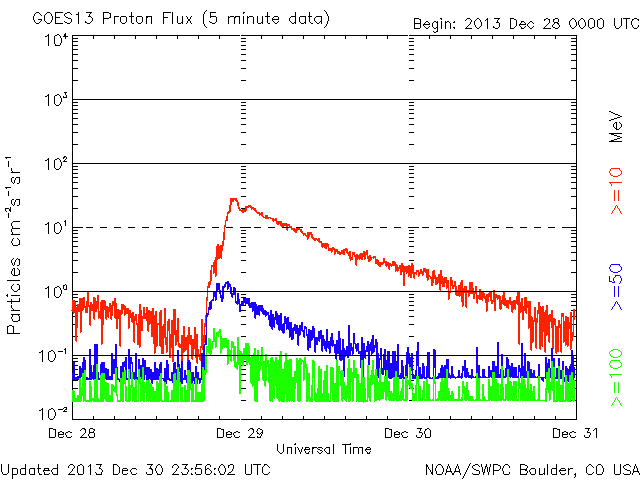 GOES13 Proton Flux (5 minute data)
Begin: 2013 Dec 28 0000 UTC
10⁴
10³
10²
10¹
10⁰
10⁻¹
10⁻²
Particles cm⁻²s⁻¹sr⁻¹
MeV
>=10
>=50
>=100
Dec 28
Dec 29
Dec 30
Dec 31
Universal Time
Updated 2013 Dec 30 23:56:02 UTC
NOAA/SWPC Boulder, CO USA